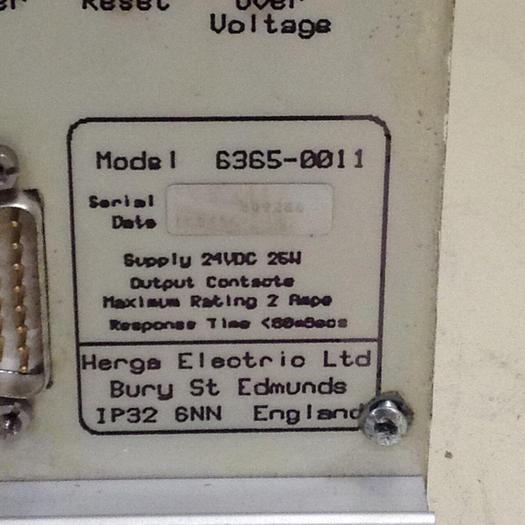 Reset Over
Voltage
Model 6365-0011
Serial
Date
Supply 24VDC 25W
Output Contacts
Maximum Rating 2 Amps
Response Time <80mSecs
Herga Electric Ltd
Bury St Edmunds
IP32 6NN England